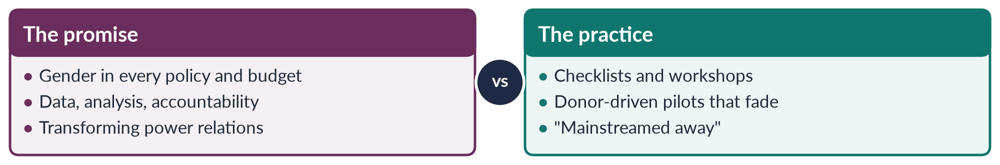 The promise
• Gender in every policy and budget
• Data, analysis, accountability
• Transforming power relations
vs
The practice
• Checklists and workshops
• Donor-driven pilots that fade
• "Mainstreamed away"